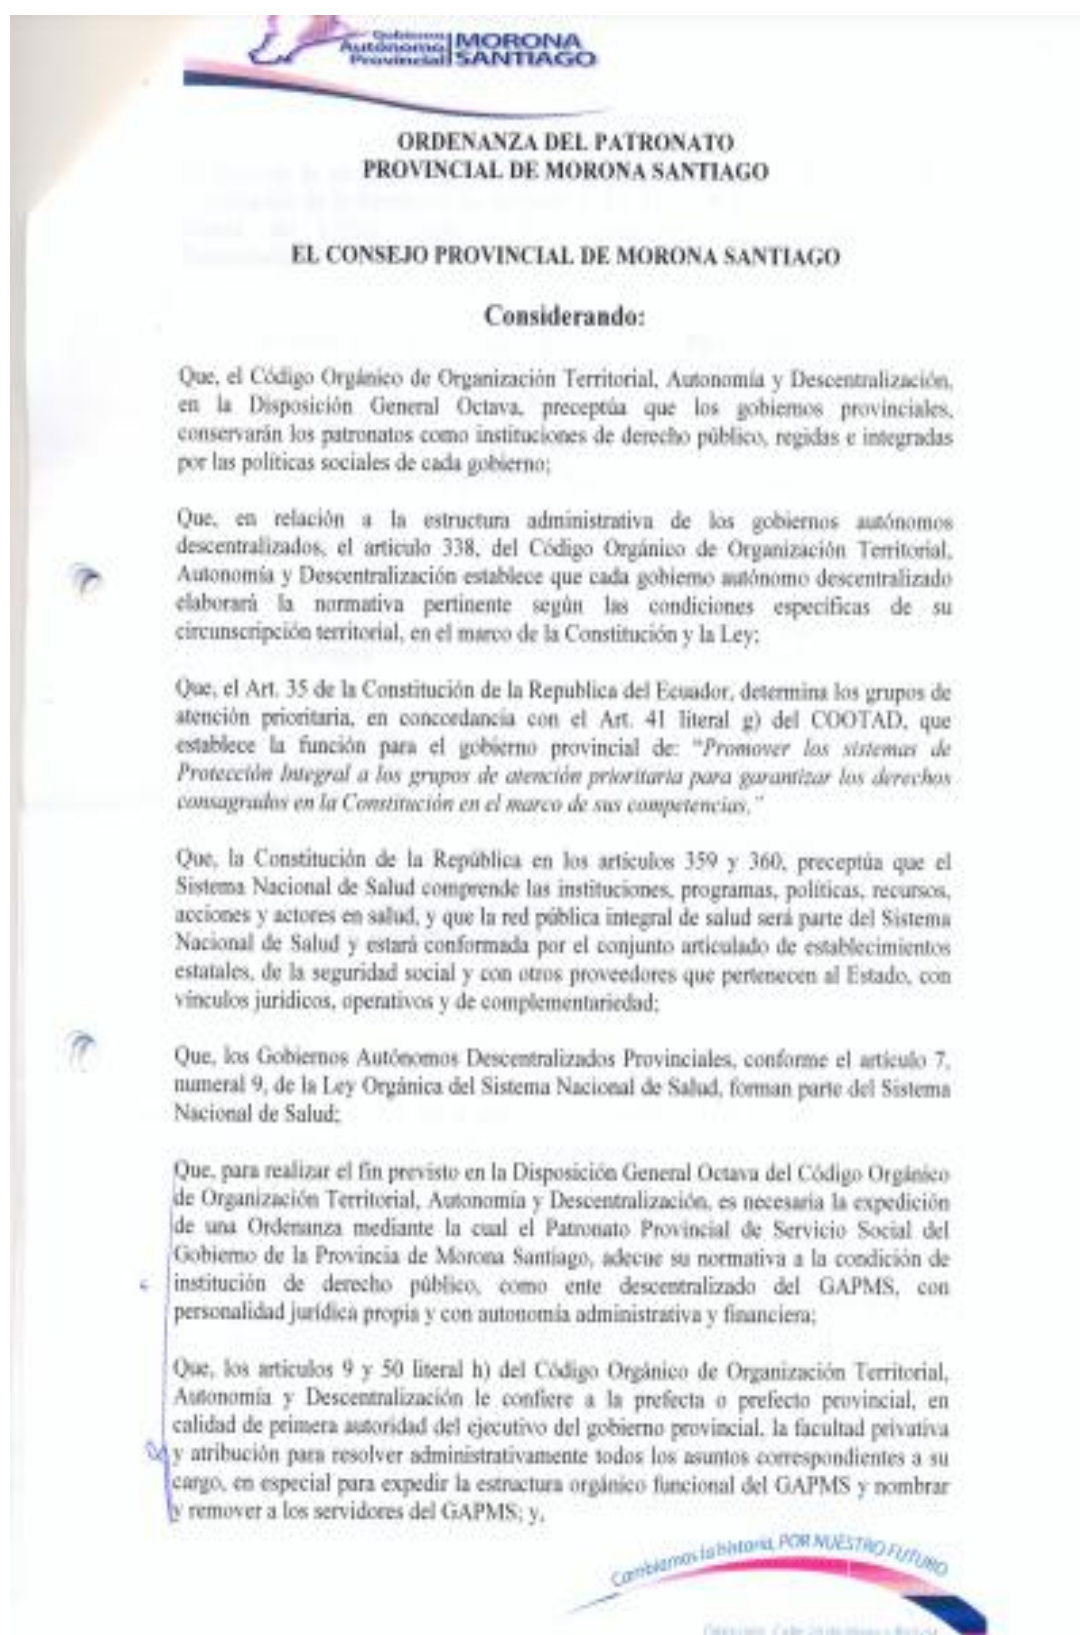 Gobierno
Autónomo
Provincial
MORONA
SANTIAGO
ORDENANZA DEL PATRONATO
PROVINCIAL DE MORONA SANTIAGO
EL CONSEJO PROVINCIAL DE MORONA SANTIAGO
Considerando:
Que, el Código Orgánico de Organización Territorial, Autonomía y Descentralización,
en la Disposición General Octava, preceptúa que los gobiernos provinciales,
conservarán los patronatos como instituciones de derecho público, regidas e integradas
por las políticas sociales de cada gobierno;
Que, en relación a la estructura administrativa de los gobiernos autónomos
descentralizados, el artículo 338, del Código Orgánico de Organización Territorial,
Autonomía y Descentralización establece que cada gobierno autónomo descentralizado
elaborará la normativa pertinente según las condiciones específicas de su
circunscripción territorial, en el marco de la Constitución y la Ley;
Que, el Art. 35 de la Constitución de la Republica del Ecuador, determina los grupos de
atención prioritaria, en concordancia con el Art. 41 literal g) del COOTAD, que
establece la función para el gobierno provincial de: "Promover los sistemas de
Protección Integral a los grupos de atención prioritaria para garantizar los derechos
consagrados en la Constitución en el marco de sus competencias."
Que, la Constitución de la República en los artículos 359 y 360, preceptúa que el
Sistema Nacional de Salud comprende las instituciones, programas, políticas, recursos,
acciones y actores en salud, y que la red pública integral de salud será parte del Sistema
Nacional de Salud y estará conformada por el conjunto articulado de establecimientos
estatales, de la seguridad social y con otros proveedores que pertenecen al Estado, con
vínculos jurídicos, operativos y de complementariedad;
Que, los Gobiernos Autónomos Descentralizados Provinciales, conforme el artículo 7,
numeral 9, de la Ley Orgánica del Sistema Nacional de Salud, forman parte del Sistema
Nacional de Salud;
Que, para realizar el fin previsto en la Disposición General Octava del Código Orgánico
de Organización Territorial, Autonomía y Descentralización, es necesaria la expedición
de una Ordenanza mediante la cual el Patronato Provincial de Servicio Social del
Gobierno de la Provincia de Morona Santiago, adecue su normativa a la condición de
institución de derecho público, como ente descentralizado del GAPMS, con
personalidad jurídica propia y con autonomía administrativa y financiera;
Que, los artículos 9 y 50 literal h) del Código Orgánico de Organización Territorial,
Autonomía y Descentralización le confiere a la prefecta o prefecto provincial, en
calidad de primera autoridad del ejecutivo del gobierno provincial, la facultad privativa
y atribución para resolver administrativamente todos los asuntos correspondientes a su
cargo, en especial para expedir la estructura orgánico funcional del GAPMS y nombrar
y remover a los servidores del GAPMS; y,
Cambiamos la historia, POR NUESTRO FUTURO